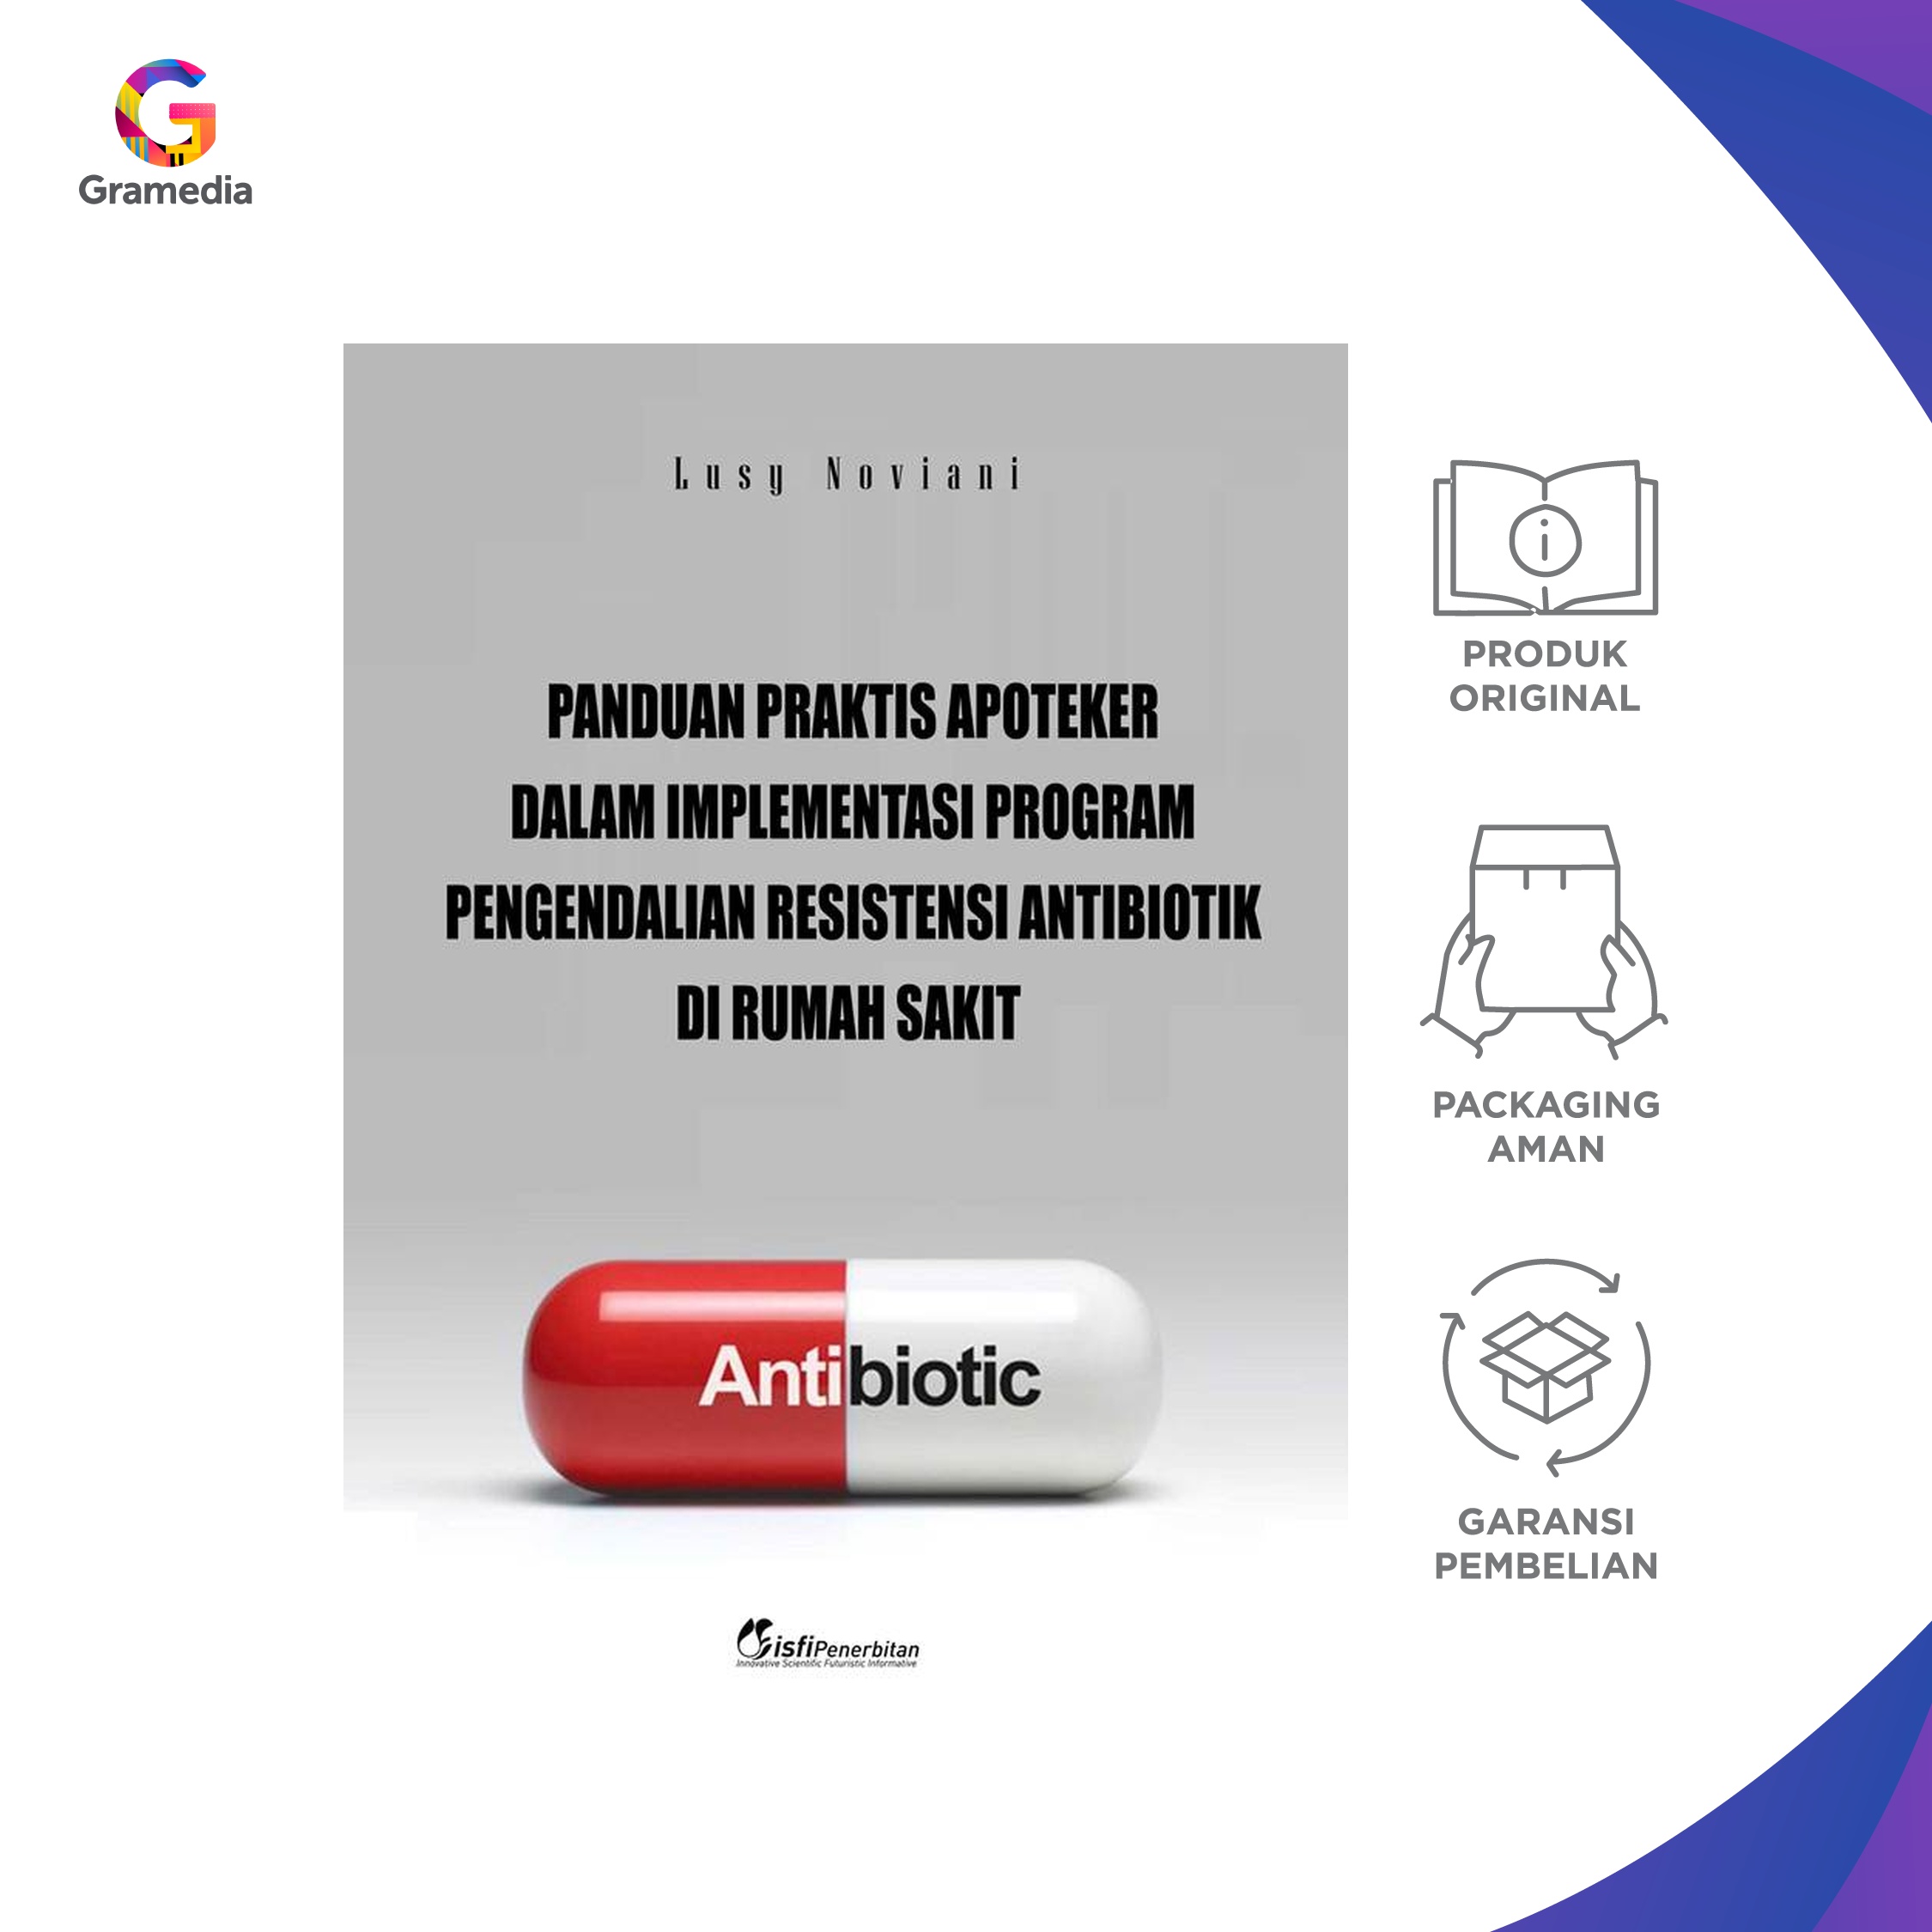 Gramedia
Lusy Noviani
PANDUAN PRAKTIS APOTEKER
DALAM IMPLEMENTASI PROGRAM
PENGENDALIAN RESISTENSI ANTIBIOTIK
DI RUMAH SAKIT
Antibiotic
isfiPenerbitan
Innovative Scientific Futuristic Informative
PRODUK
ORIGINAL
PACKAGING
AMAN
GARANSI
PEMBELIAN